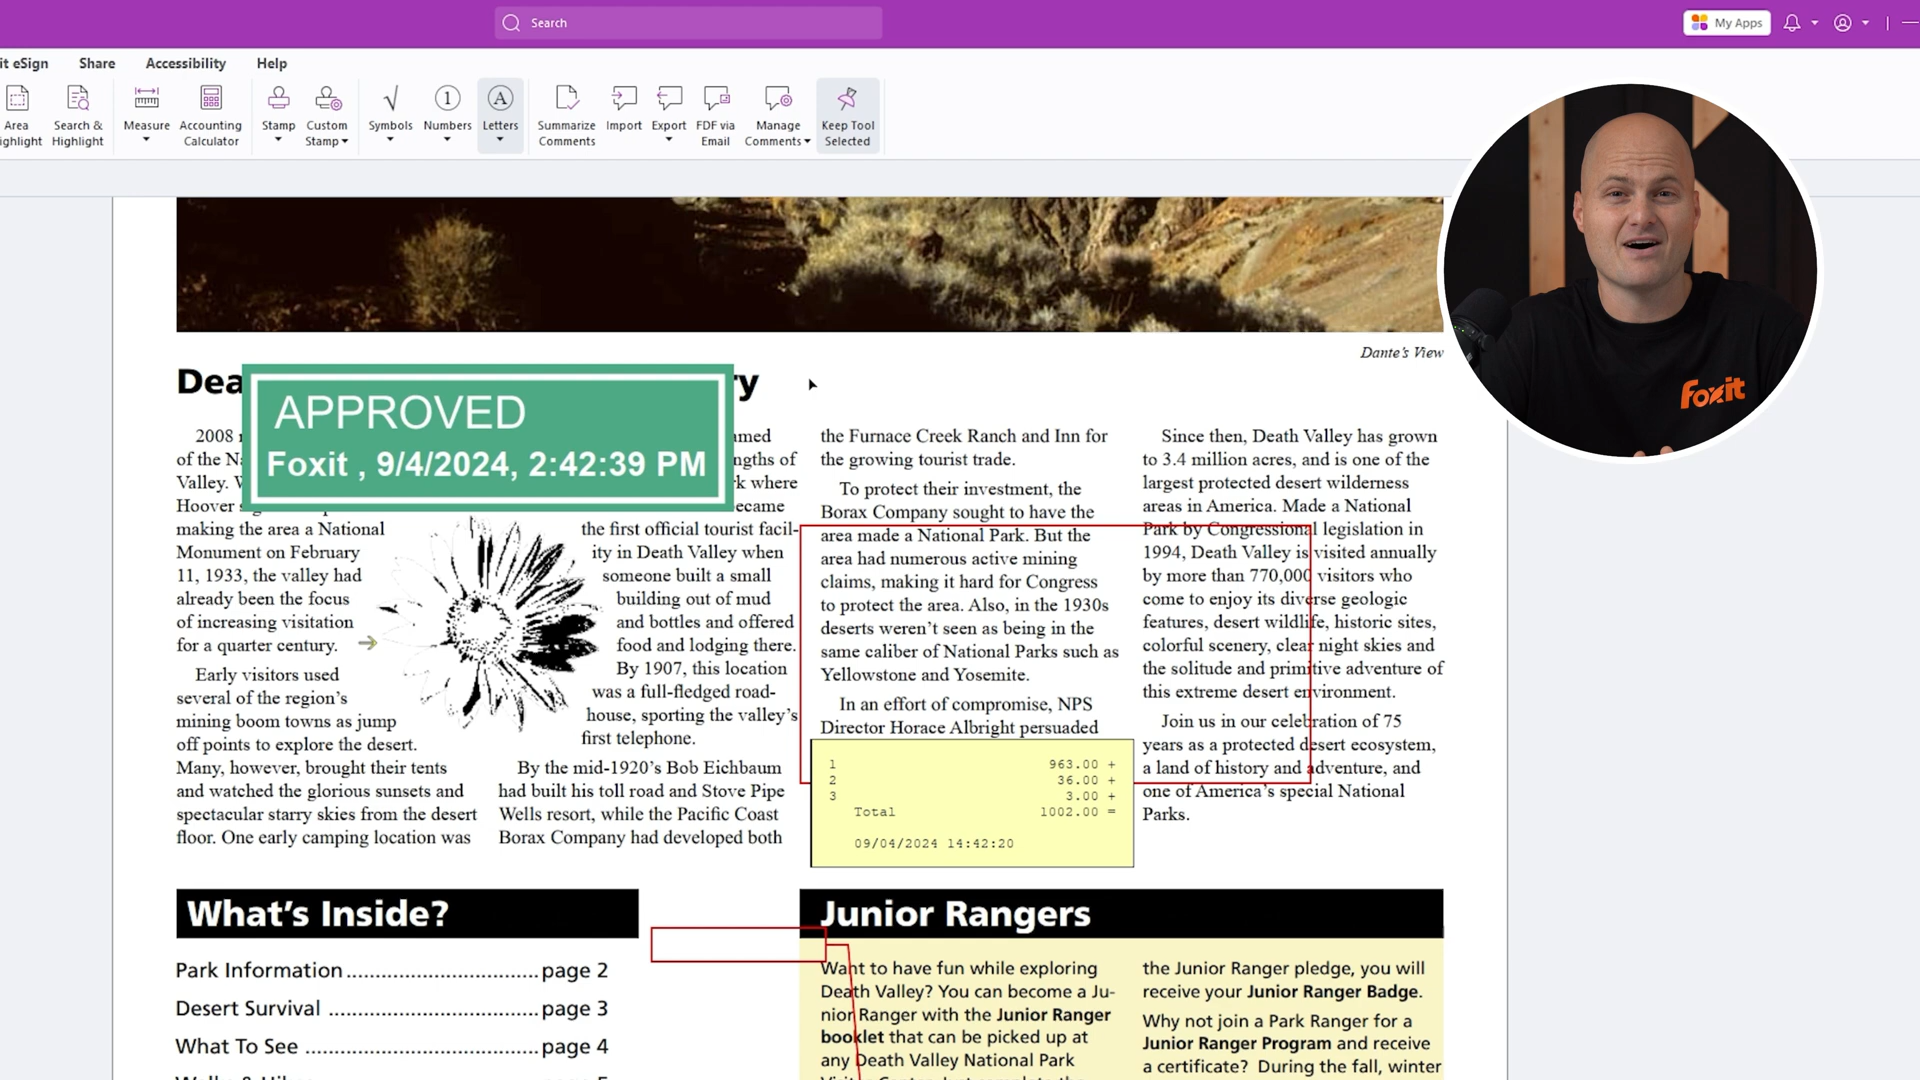 Search
My Apps
it eSign
Share
Accessibility
Help
Area
ighlight
Search &
Highlight
Measure
Accounting
Calculator
Stamp
Custom
Stamp
Symbols
Numbers
Letters
Summarize
Comments
Import
Export
FDF via
Email
Manage
Comments
Keep Tool
Selected
Foxit
Dante's View
Dea
ry
APPROVED
Foxit , 9/4/2024, 2:42:39 PM
2008
of the N
Valley.
Hoover
making the area a National
Monument on February
11, 1933, the valley had
already been the focus
of increasing visitation
for a quarter century.
Early visitors used
several of the region's
mining boom towns as jump
off points to explore the desert.
Many, however, brought their tents
and watched the glorious sunsets and
spectacular starry skies from the desert
floor. One early camping location was
amed
ngths of
k where
ecame
the first official tourist facil-
ity in Death Valley when
someone built a small
building out of mud
and bottles and offered
food and lodging there.
By 1907, this location
was a full-fledged road-
house, sporting the valley's
first telephone.
By the mid-1920's Bob Eichbaum
had built his toll road and Stove Pipe
Wells resort, while the Pacific Coast
Borax Company had developed both
the Furnace Creek Ranch and Inn for
the growing tourist trade.
To protect their investment, the
Borax Company sought to have the
area made a National Park. But the
area had numerous active mining
claims, making it hard for Congress
to protect the area. Also, in the 1930s
deserts weren't seen as being in the
same caliber of National Parks such as
Yellowstone and Yosemite.
In an effort of compromise, NPS
Director Horace Albright persuaded
1 963.00 +
2 36.00 +
3 3.00 +
Total 1002.00 =
09/04/2024 14:42:20
Since then, Death Valley has grown
to 3.4 million acres, and is one of the
largest protected desert wilderness
areas in America. Made a National
Park by Congressional legislation in
1994, Death Valley is visited annually
by more than 770,000 visitors who
come to enjoy its diverse geologic
features, desert wildlife, historic sites,
colorful scenery, clear night skies and
the solitude and primitive adventure of
this extreme desert environment.
Join us in our celebration of 75
years as a protected desert ecosystem,
a land of history and adventure, and
one of America's special National
Parks.
What's Inside?
Park Information ................................ page 2
Desert Survival ................................... page 3
What To See ....................................... page 4
Junior Rangers
Want to have fun while exploring
Death Valley? You can become a Ju-
nior Ranger with the Junior Ranger
booklet that can be picked up at
any Death Valley National Park
the Junior Ranger pledge, you will
receive your Junior Ranger Badge.
Why not join a Park Ranger for a
Junior Ranger Program and receive
a certificate? During the fall, winter